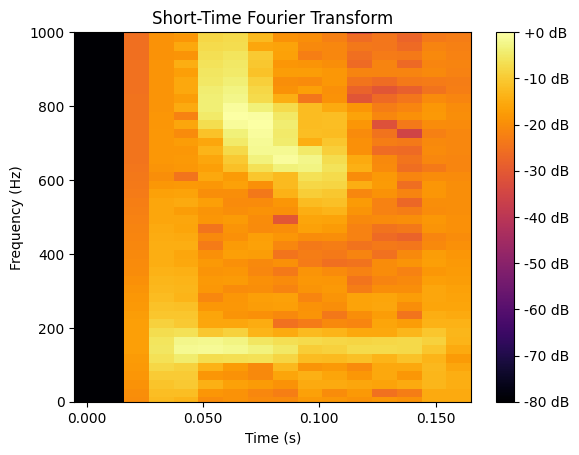 Short-Time Fourier Transform
1000
800
600
400
200
0
Frequency (Hz)
0.000
0.050
0.100
0.150
Time (s)
+0 dB
-10 dB
-20 dB
-30 dB
-40 dB
-50 dB
-60 dB
-70 dB
-80 dB